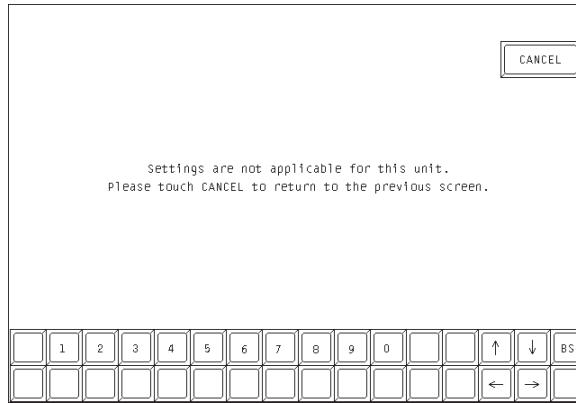 CANCEL
Settings are not applicable for this unit.
Please touch CANCEL to return to the previous screen.
1 2 3 4 5 6 7 8 9 0 ↑ ↓ BS
← →